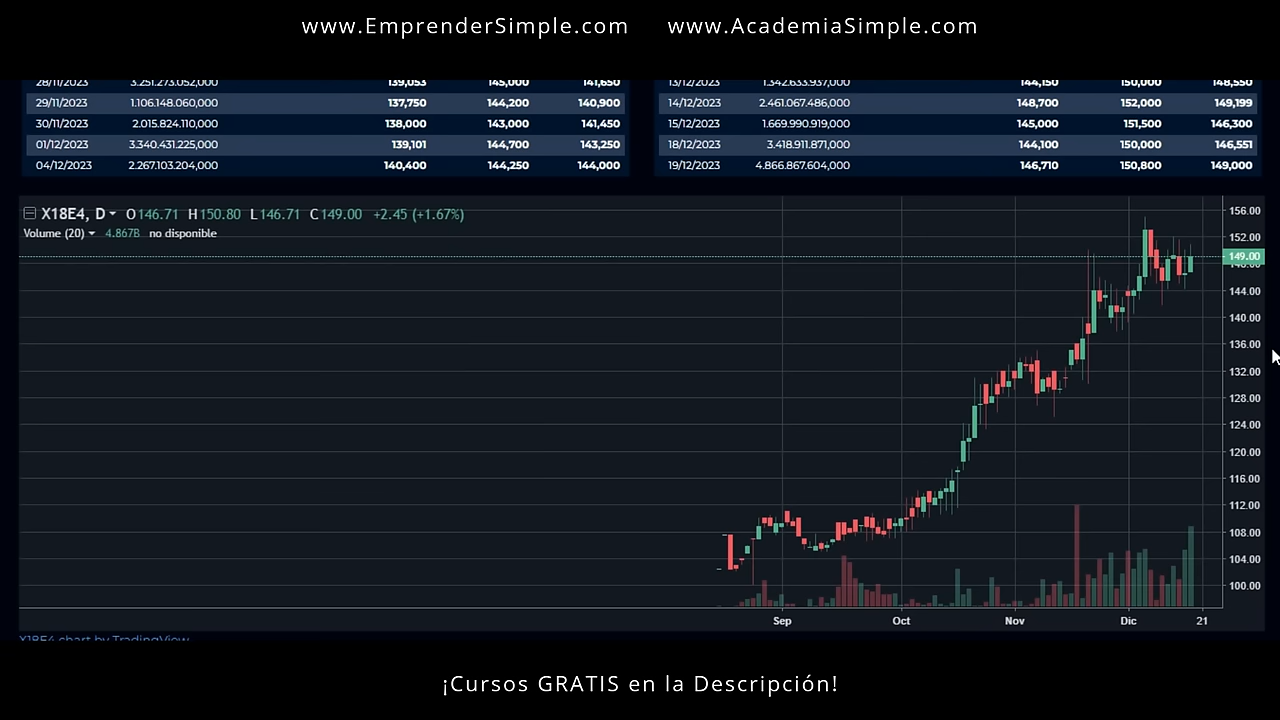 www.EmprenderSimple.com www.AcademiaSimple.com
28/11/2023 3.251.273.052,000 139,053 145,000 141,650 13/12/2023 1.342.633.937,000 144,150 150,000 148,550
29/11/2023 1.106.148.060,000 137,750 144,200 140,900 14/12/2023 2.461.067.486,000 148,700 152,000 149,199
30/11/2023 2.015.824.110,000 138,000 143,000 141,450 15/12/2023 1.669.990.919,000 145,000 151,500 146,300
01/12/2023 3.340.431.225,000 139,101 144,700 143,250 18/12/2023 3.418.911.871,000 144,100 150,000 146,551
04/12/2023 2.267.103.204,000 140,400 144,250 144,000 19/12/2023 4.866.867.604,000 146,710 150,800 149,000
X18E4, D O146.71 H150.80 L146.71 C149.00 +2.45 (+1.67%)
Volume (20) 4.867B no disponible
156.00
152.00
149.00
148.00
144.00
140.00
136.00
132.00
128.00
124.00
120.00
116.00
112.00
108.00
104.00
100.00
Sep Oct Nov Dic 21
X18E4 chart by TradingView
¡Cursos GRATIS en la Descripción!